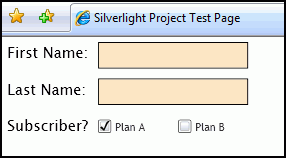 Silverlight Project Test Page
First Name:
Last Name:
Subscriber? Plan A Plan B